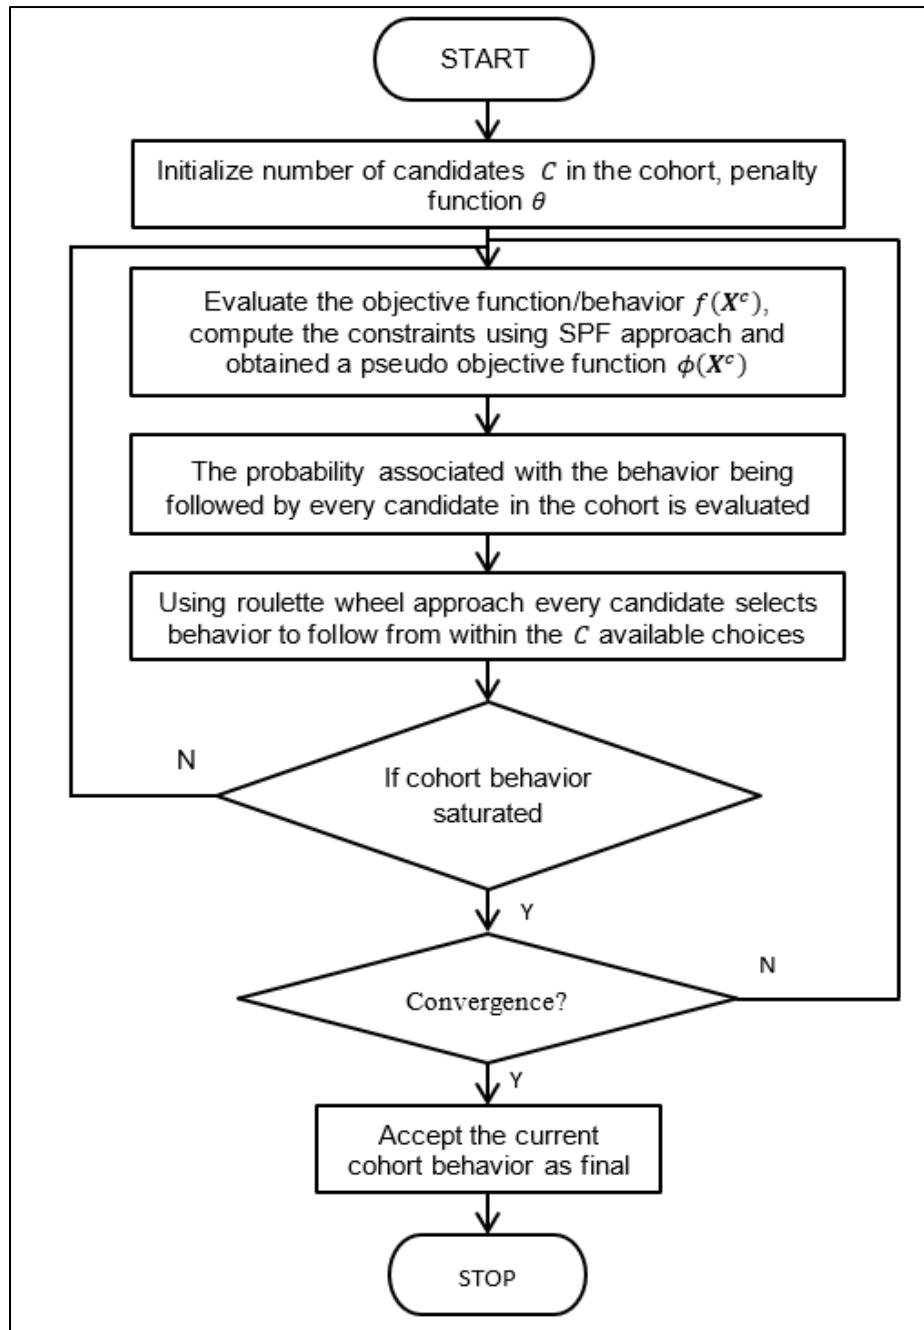 START
Initialize number of candidates C in the cohort, penalty
function θ
Evaluate the objective function/behavior f(Xᶜ),
compute the constraints using SPF approach and
obtained a pseudo objective function ϕ(Xᶜ)
The probability associated with the behavior being
followed by every candidate in the cohort is evaluated
Using roulette wheel approach every candidate selects
behavior to follow from within the C available choices
N
If cohort behavior
saturated
Y
N
Convergence?
Y
Accept the current
cohort behavior as final
STOP